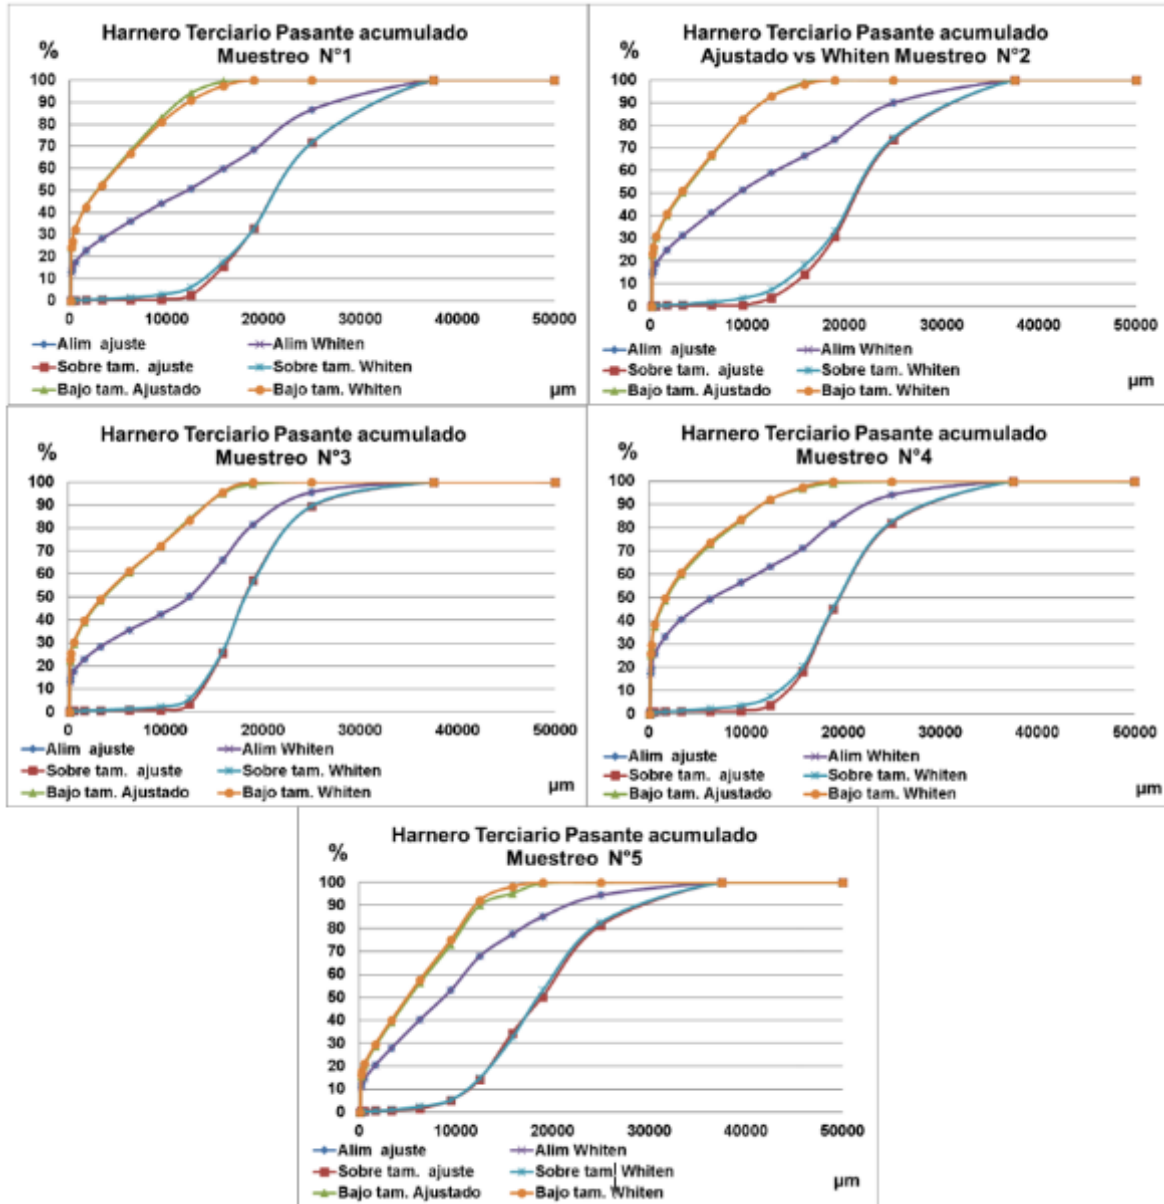 Harnero Terciario Pasante acumulado
Muestreo N°1
%
100
90
80
70
60
50
40
30
20
10
0
0 10000 20000 30000 40000 50000
Alim ajuste Alim Whiten
Sobre tam. ajuste Sobre tam. Whiten
Bajo tam. Ajustado Bajo tam. Whiten
µm
Harnero Terciario Pasante acumulado
Ajustado vs Whiten Muestreo N°2
%
100
90
80
70
60
50
40
30
20
10
0
0 10000 20000 30000 40000 50000
Alim ajuste Alim Whiten
Sobre tam. ajuste Sobre tam. Whiten
Bajo tam. Ajustado Bajo tam. Whiten
µm
Harnero Terciario Pasante acumulado
Muestreo N°3
%
100
90
80
70
60
50
40
30
20
10
0
0 10000 20000 30000 40000 50000
Alim ajuste Alim Whiten
Sobre tam. ajuste Sobre tam. Whiten
Bajo tam. Ajustado Bajo tam. Whiten
µm
Harnero Terciario Pasante acumulado
Muestreo N°4
%
100
90
80
70
60
50
40
30
20
10
0
0 10000 20000 30000 40000 50000
Alim ajuste Alim Whiten
Sobre tam. ajuste Sobre tam. Whiten
Bajo tam. Ajustado Bajo tam. Whiten
µm
Harnero Terciario Pasante acumulado
Muestreo N°5
%
100
90
80
70
60
50
40
30
20
10
0
0 10000 20000 30000 40000 50000
Alim ajuste Alim Whiten
Sobre tam. ajuste Sobre tam. Whiten
Bajo tam. Ajustado Bajo tam. Whiten
µm